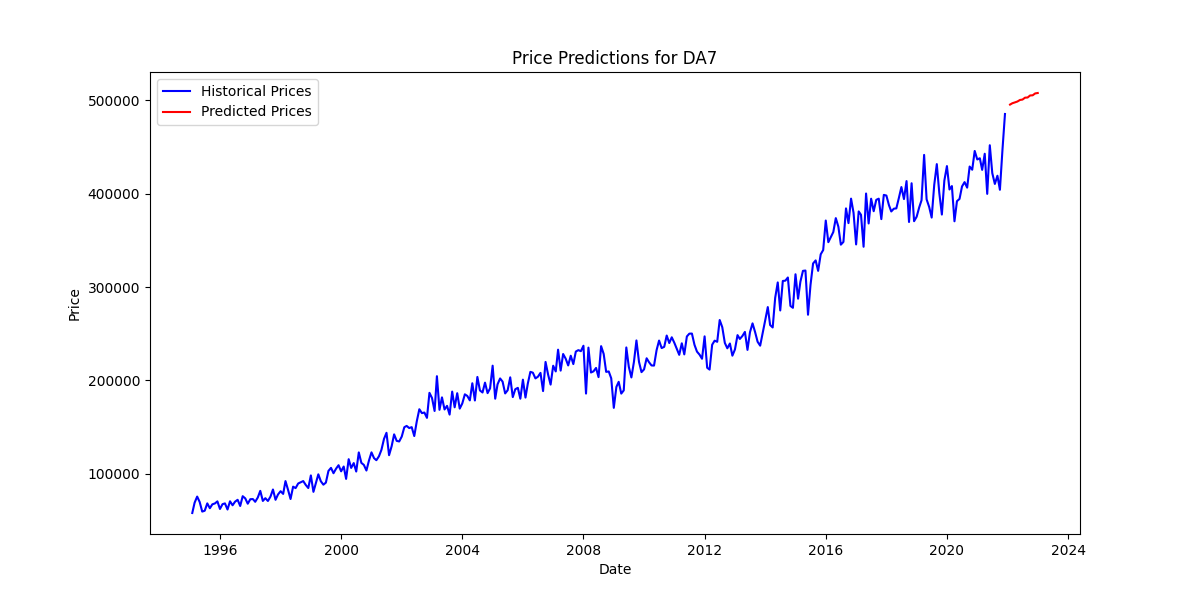 Price Predictions for DA7
Historical Prices
Predicted Prices
500000
400000
300000
200000
100000
Price
1996 2000 2004 2008 2012 2016 2020 2024
Date